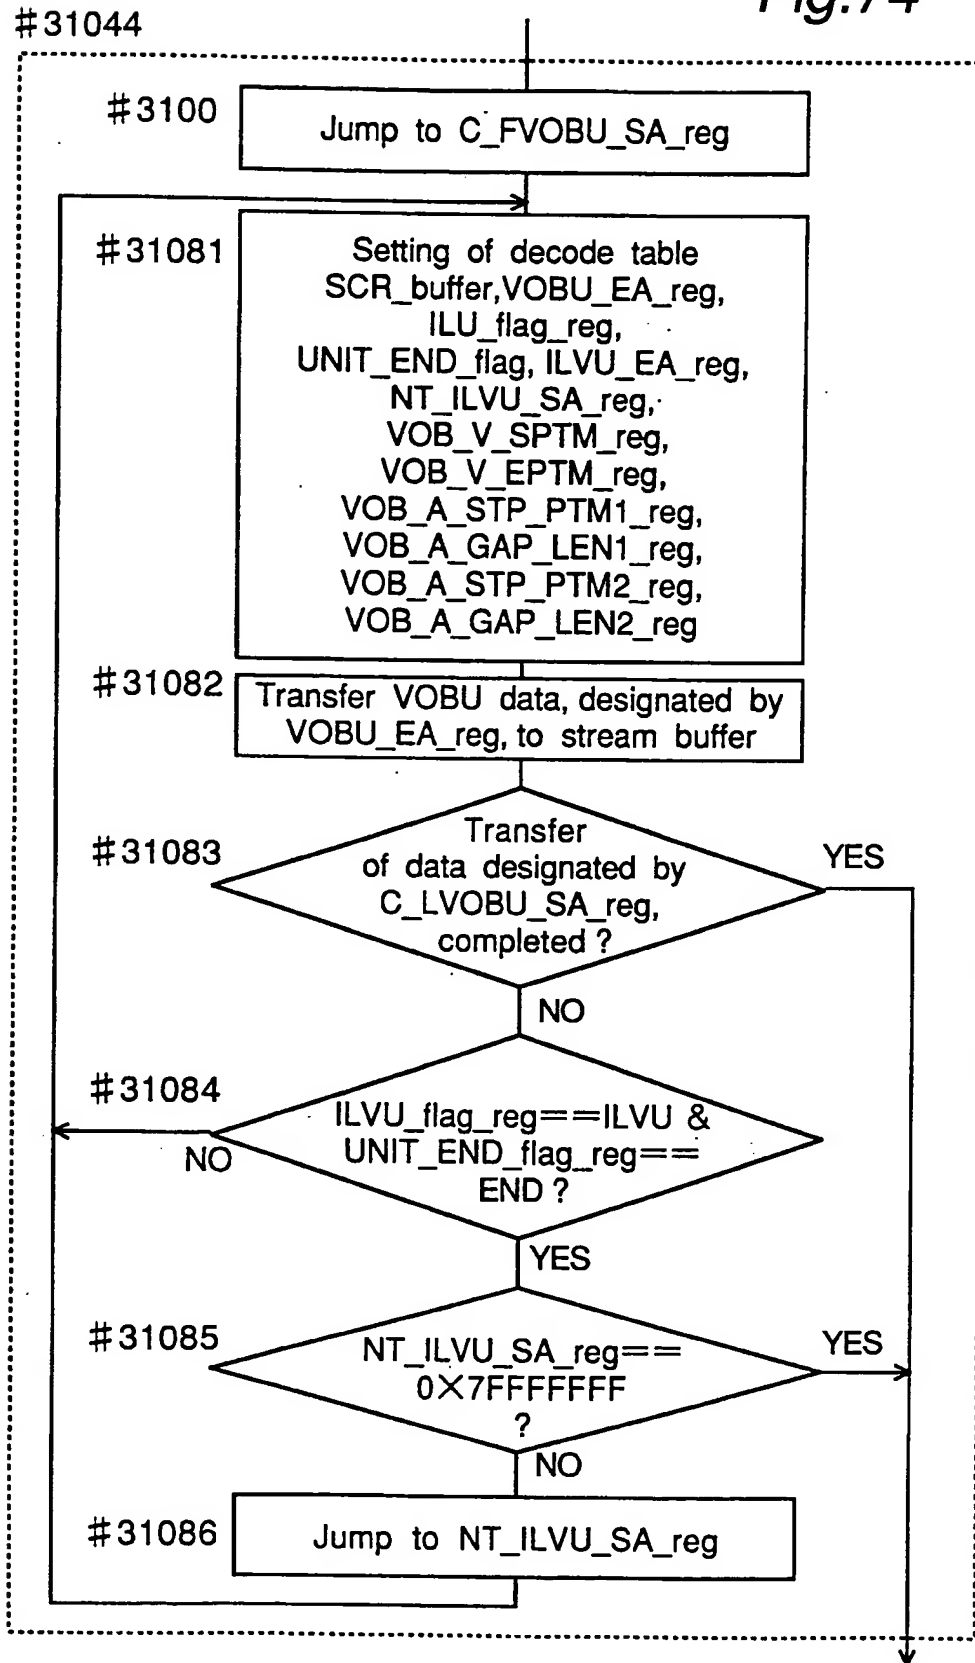 Fig.74
#31044
#3100
Jump to C_FVOBU_SA_reg
#31081
Setting of decode table
SCR_buffer,VOBU_EA_reg,
ILU_flag_reg,
UNIT_END_flag, ILVU_EA_reg,
NT_ILVU_SA_reg,
VOB_V_SPTM_reg,
VOB_V_EPTM_reg,
VOB_A_STP_PTM1_reg,
VOB_A_GAP_LEN1_reg,
VOB_A_STP_PTM2_reg,
VOB_A_GAP_LEN2_reg
#31082
Transfer VOBU data, designated by
VOBU_EA_reg, to stream buffer
#31083
Transfer
of data designated by
C_LVOBU_SA_reg,
completed ?
YES
NO
#31084
ILVU_flag_reg==ILVU &
UNIT_END_flag_reg==
END ?
NO
YES
#31085
NT_ILVU_SA_reg==
0X7FFFFFFF
?
YES
NO
#31086
Jump to NT_ILVU_SA_reg